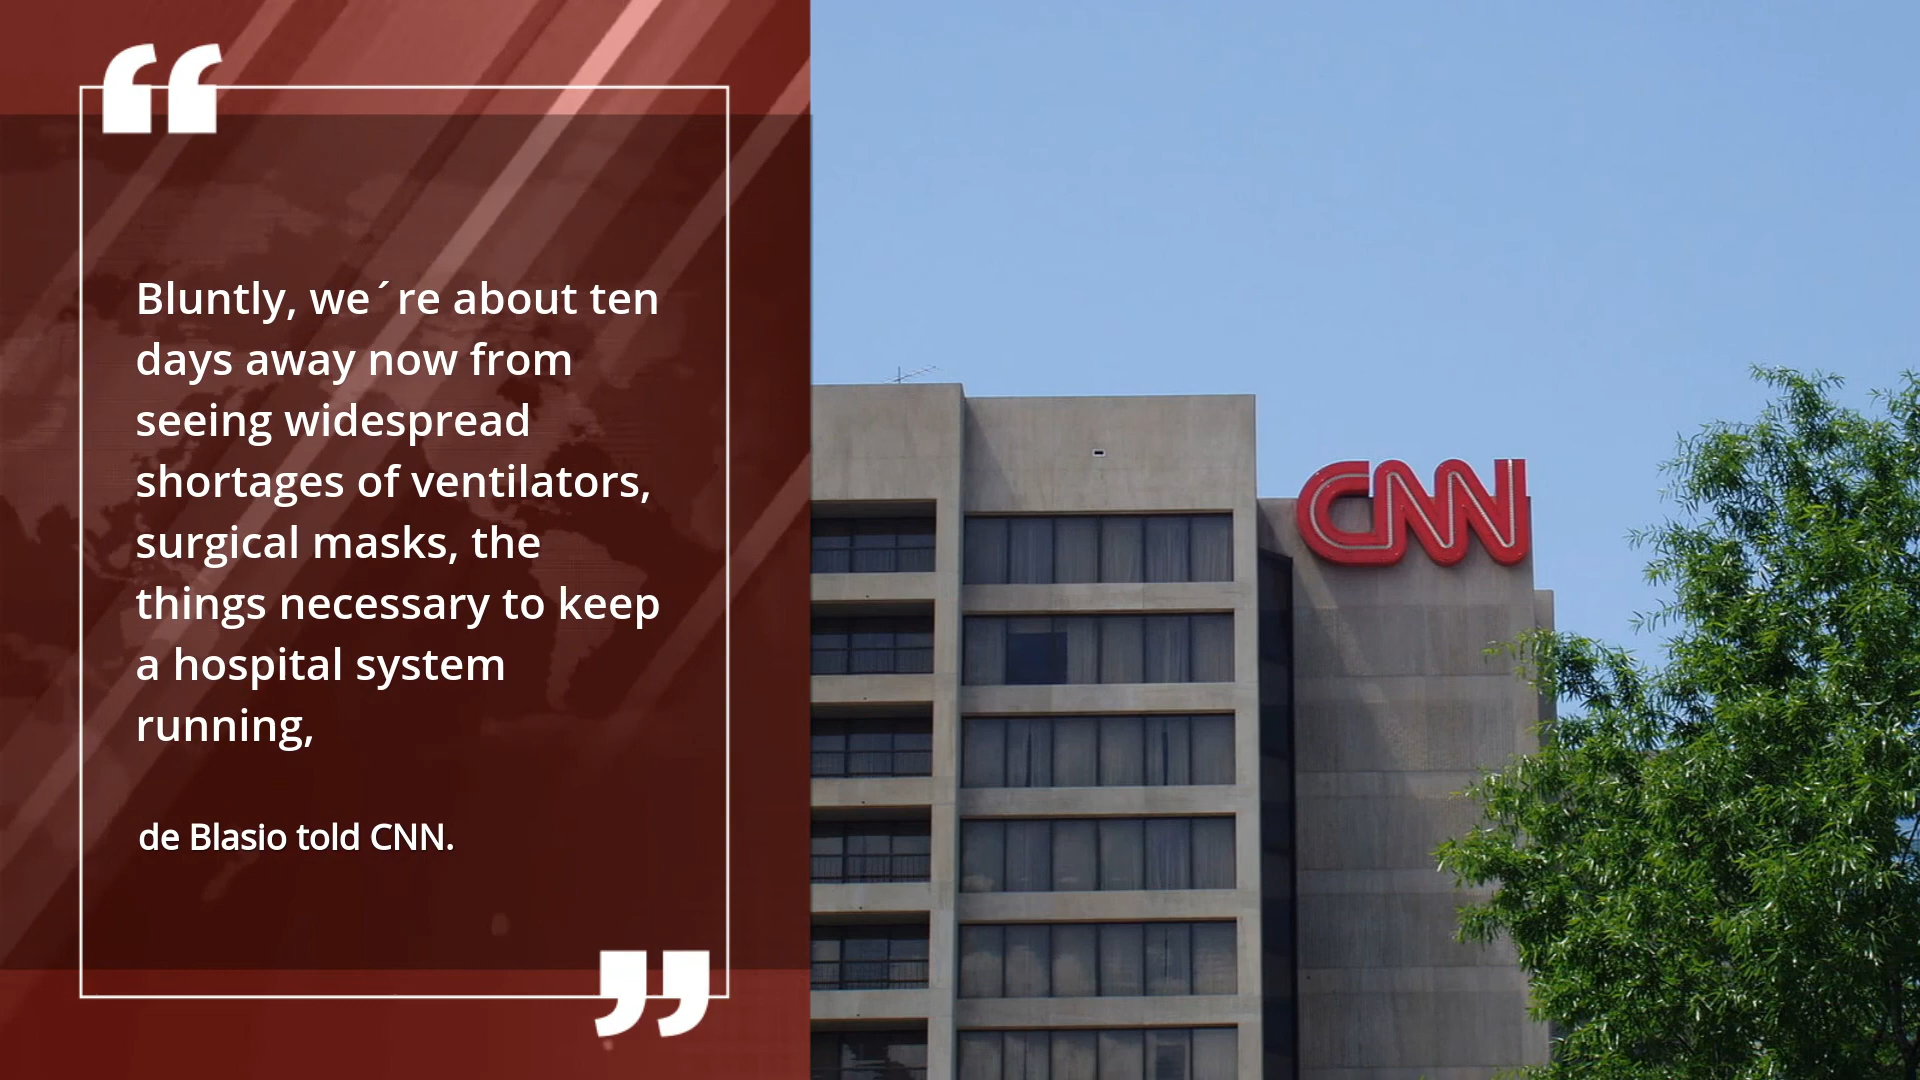 Bluntly, we´re about ten
days away now from
seeing widespread
shortages of ventilators,
surgical masks, the
things necessary to keep
a hospital system
running,
de Blasio told CNN.
CNN